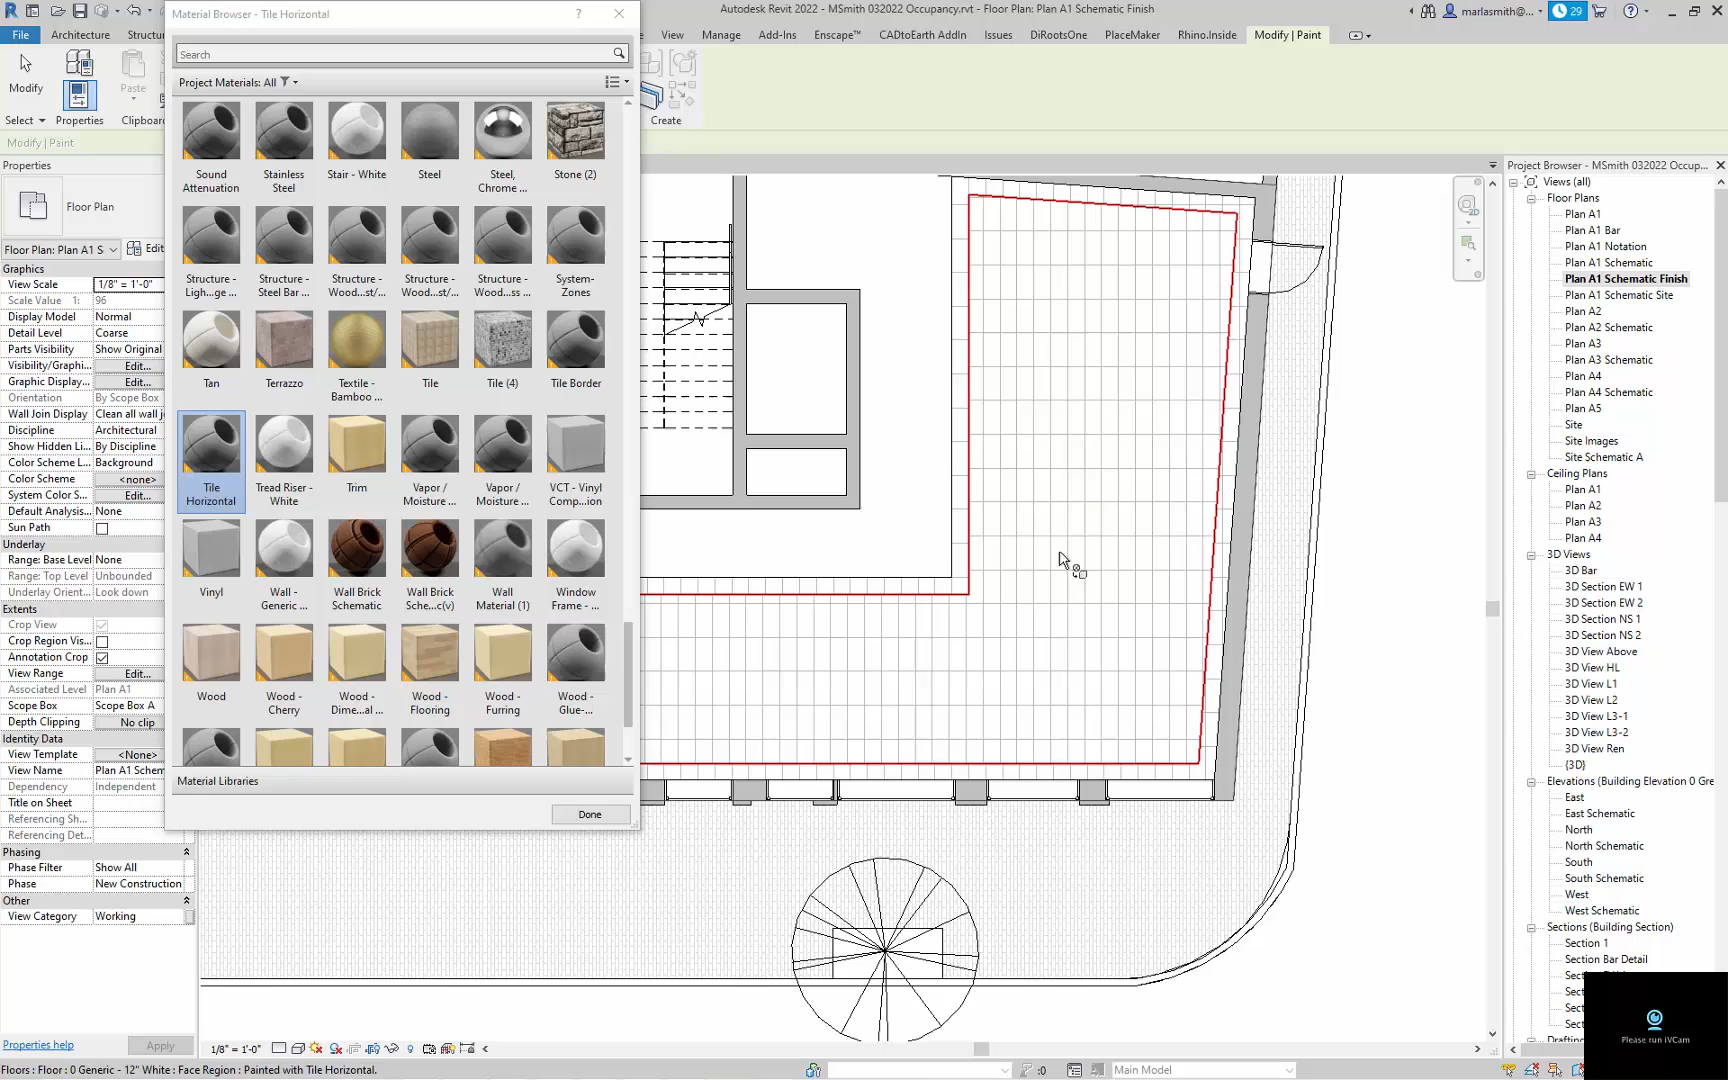 Autodesk Revit 2022 - MSmith 032022 Occupancy.rvt - Floor Plan: Plan A1 Schematic Finish
marlasmith@...
29
Material Browser - Tile Horizontal
File
Architecture
View
Manage
Add-Ins
Enscape™
CADtoEarth AddIn
Issues
DiRootsOne
PlaceMaker
Rhino.Inside
Modify | Paint
Modify
Paste
Select
Properties
Clipboard
Create
Modify | Paint
Search
Project Materials: All
Sound Attenuation
Stainless Steel
Stair - White
Steel
Steel, Chrome ...
Stone (2)
Structure - Ligh...ge ...
Structure - Steel Bar ...
Structure - Wood...st/...
Structure - Wood...st/...
Structure - Wood...ss ...
System-Zones
Tan
Terrazzo
Textile - Bamboo ...
Tile
Tile (4)
Tile Border
Tile Horizontal
Tread Riser - White
Trim
Vapor / Moisture ...
Vapor / Moisture ...
VCT - Vinyl Comp...ion
Vinyl
Wall - Generic ...
Wall Brick Schematic
Wall Brick Sche...c(v)
Wall Material (1)
Window Frame - ...
Wood
Wood - Cherry
Wood - Dime...al ...
Wood - Flooring
Wood - Furring
Wood - Glue-...
Material Libraries
Done
Properties
Floor Plan
Floor Plan: Plan A1 S
Edit
Graphics
View Scale 1/8" = 1'-0"
Scale Value 1: 96
Display Model Normal
Detail Level Coarse
Parts Visibility Show Original
Visibility/Graphi... Edit...
Graphic Display... Edit...
Orientation By Scope Box
Wall Join Display Clean all wall j
Discipline Architectural
Show Hidden Li... By Discipline
Color Scheme L... Background
Color Scheme <none>
System Color S... Edit...
Default Analysis... None
Sun Path
Underlay
Range: Base Level None
Range: Top Level Unbounded
Underlay Orient... Look down
Extents
Crop View
Crop Region Vis...
Annotation Crop
View Range Edit...
Associated Level Plan A1
Scope Box Scope Box A
Depth Clipping No clip
Identity Data
View Template <None>
View Name Plan A1 Schem
Dependency Independent
Title on Sheet
Referencing Sh...
Referencing Det...
Phasing
Phase Filter Show All
Phase New Construction
Other
View Category Working
Properties help
Apply
1/8" = 1'-0"
Floors : Floor : 0 Generic - 12" White : Face Region : Painted with Tile Horizontal.
:0
Main Model
Project Browser - MSmith 032022 Occup...
Views (all)
Floor Plans
Plan A1
Plan A1 Bar
Plan A1 Notation
Plan A1 Schematic
Plan A1 Schematic Finish
Plan A1 Schematic Site
Plan A2
Plan A2 Schematic
Plan A3
Plan A3 Schematic
Plan A4
Plan A4 Schematic
Plan A5
Site
Site Images
Site Schematic A
Ceiling Plans
Plan A1
Plan A2
Plan A3
Plan A4
3D Views
3D Bar
3D Section EW 1
3D Section EW 2
3D Section NS 1
3D Section NS 2
3D View Above
3D View HL
3D View L1
3D View L2
3D View L3-1
3D View L3-2
3D View Ren
{3D}
Elevations (Building Elevation 0 Gre
East
East Schematic
North
North Schematic
South
South Schematic
West
West Schematic
Sections (Building Section)
Section 1
Section Bar Detail
Sect
Sect
Sect
Sect
Please run iVCam